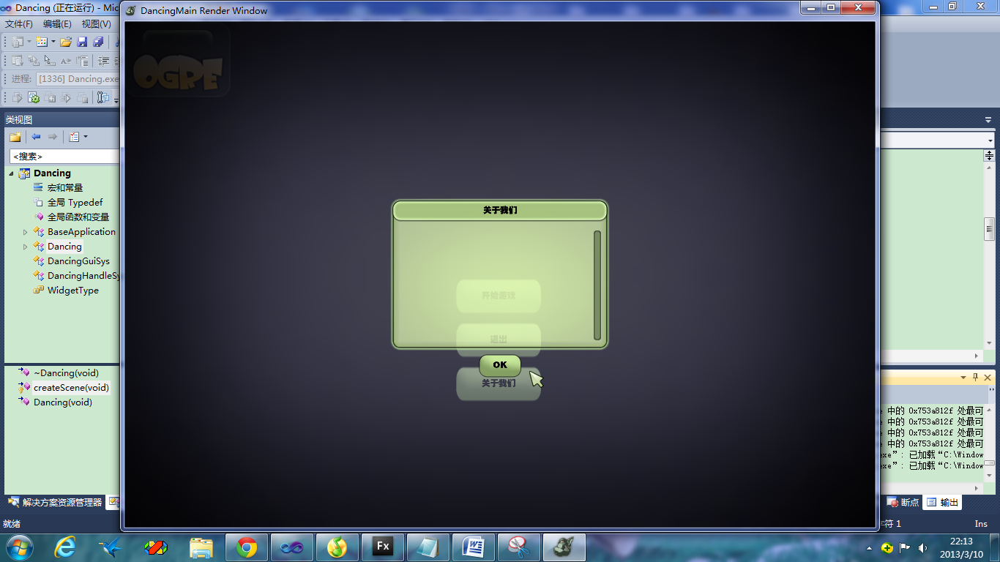 Dancing (正在运行) - Mic
DancingMain Render Window
文件(F) 编辑(E) 视图(V)
进程: [1336] Dancing.exe
类视图
<搜索>
Dancing
宏和常量
全局 Typedef
全局函数和变量
BaseApplication
Dancing
DancingGuiSys
DancingHandleSy
WidgetType
~Dancing(void)
createScene(void)
Dancing(void)
OGRE
关于我们
开始游戏
退出
OK
关于我们
中的 0x753a812f 处最可
中的 0x753a812f 处最可
中的 0x753a812f 处最可
中的 0x753a812f 处最可
exe”: 已加载“C:\Window
exe”: 已加载“C:\Window
解决方案资源管理器
断点 输出
就绪
字符 1
Ins
Fx
22:13
2013/3/10